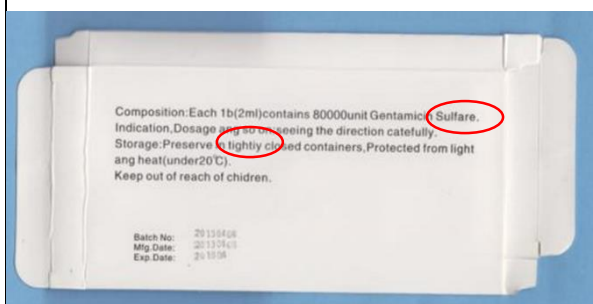 Composition:Each 1b(2ml)contains 80000unit Gentamicin Sulfare.
Indication,Dosage ang so on seeing the direction catefully.
Storage:Preserve in tightiy closed containers,Protected from light
ang heat(under20℃).
Keep out of reach of chidren.
Batch No:
Mfg.Date:
Exp.Date: